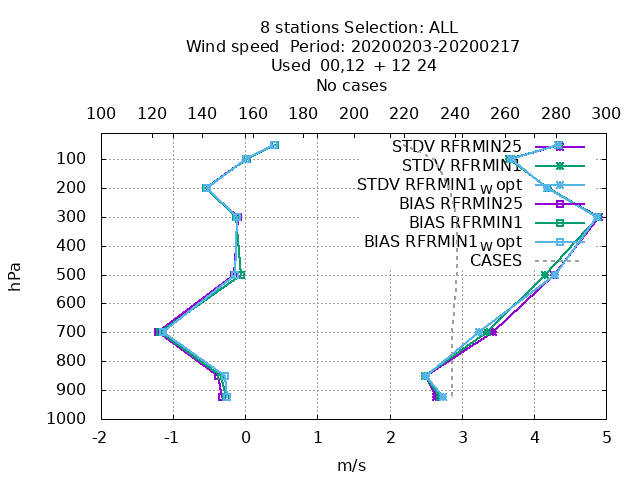 8 stations Selection: ALL
Wind speed  Period: 20200203-20200217
Used  00,12  + 12 24
No cases
100 120 140 160 180 200 220 240 260 280 300
STDV RFRMIN25
STDV RFRMIN1
STDV RFRMIN1w opt
BIAS RFRMIN25
BIAS RFRMIN1
BIAS RFRMIN1w opt
CASES
100
200
300
400
500
600
700
800
900
1000
hPa
-2 -1 0 1 2 3 4 5
m/s